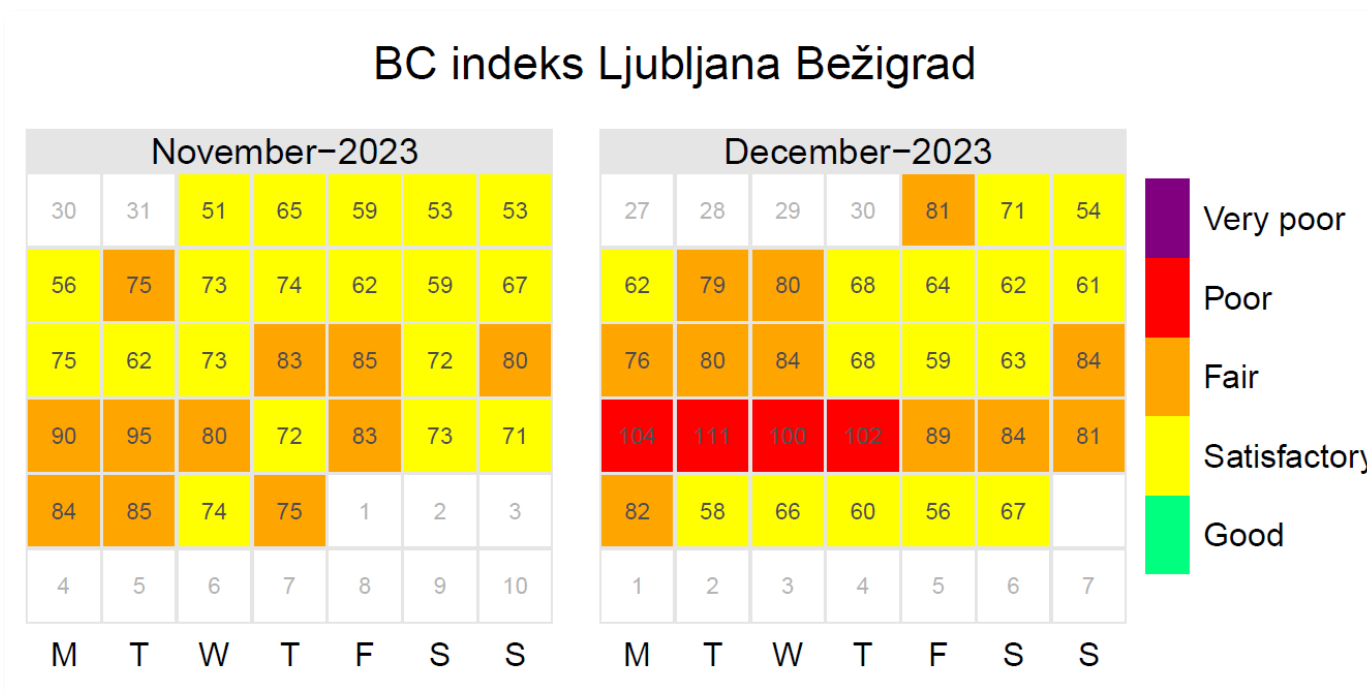 BC indeks Ljubljana Bežigrad
November−2023
30 31 51 65 59 53 53
56 75 73 74 62 59 67
75 62 73 83 85 72 80
90 95 80 72 83 73 71
84 85 74 75 1 2 3
4 5 6 7 8 9 10
M T W T F S S
December−2023
27 28 29 30 81 71 54
62 79 80 68 64 62 61
76 80 84 68 59 63 84
104 111 100 102 89 84 81
82 58 66 60 56 67
1 2 3 4 5 6 7
M T W T F S S
Very poor
Poor
Fair
Satisfactory
Good